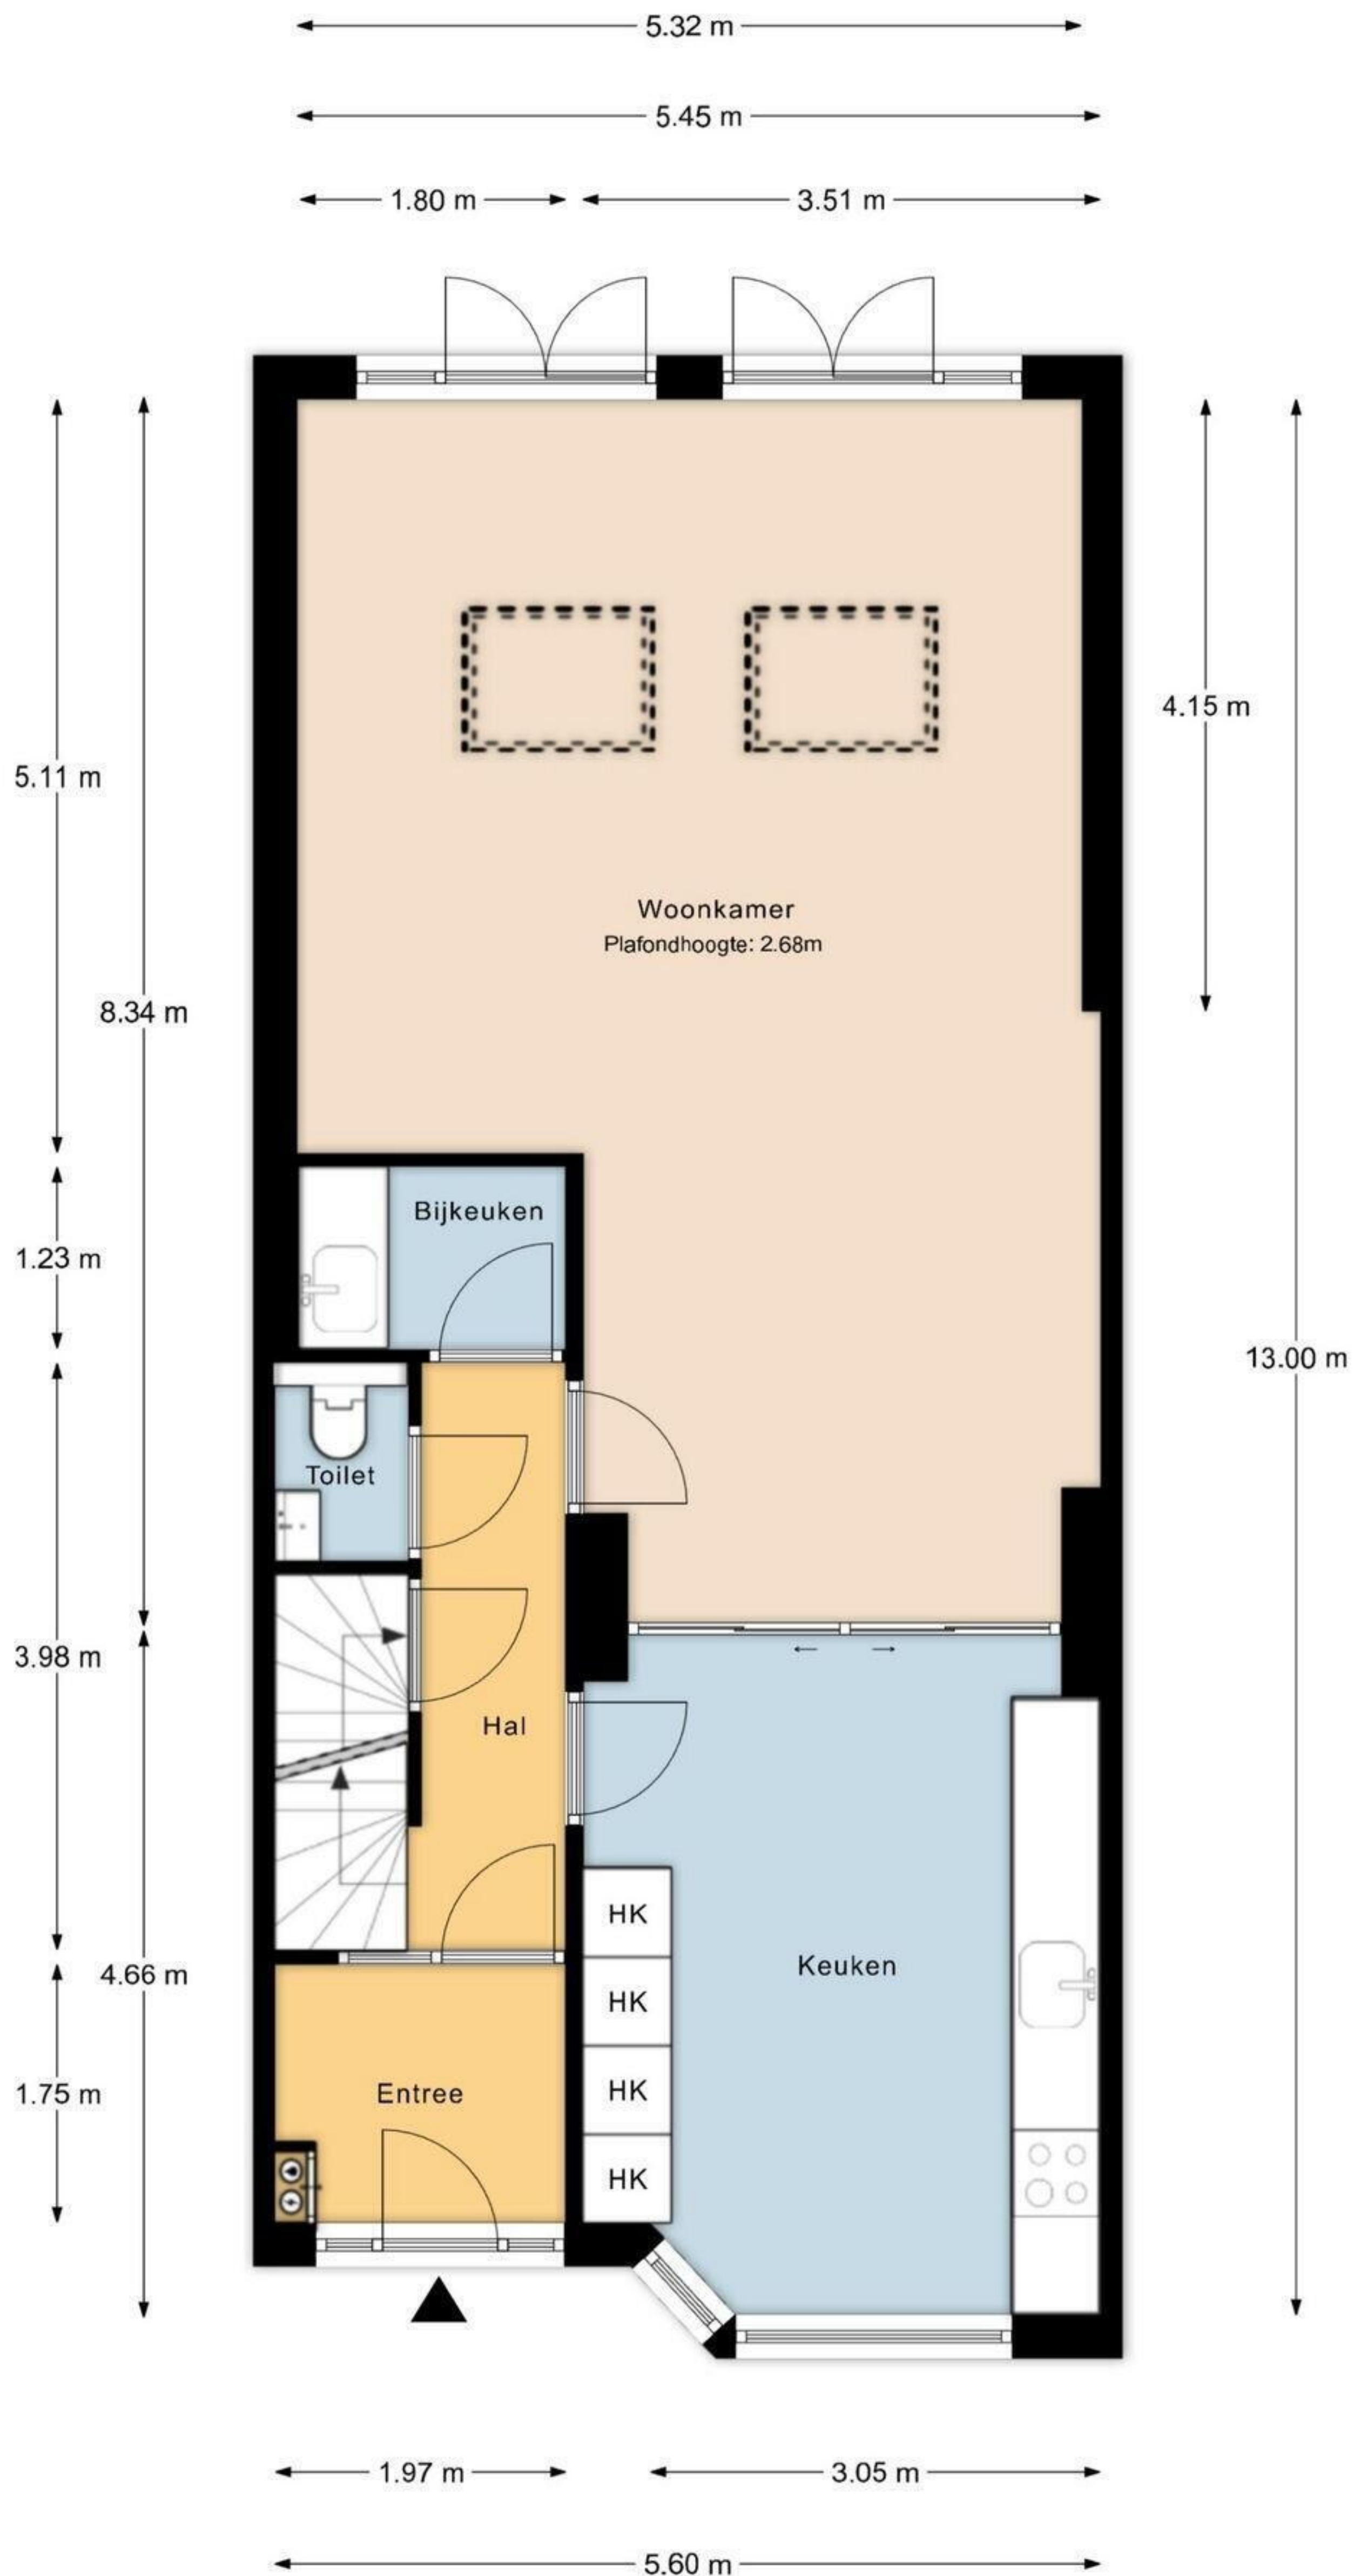 5.32 m
5.45 m
1.80 m
3.51 m
Woonkamer
Plafondhoogte: 2.68m
4.15 m
5.11 m
8.34 m
Bijkeuken
1.23 m
13.00 m
Toilet
3.98 m
Hal
HK
Keuken
4.66 m
HK
Entree
1.75 m
HK
HK
1.97 m
3.05 m
5.60 m